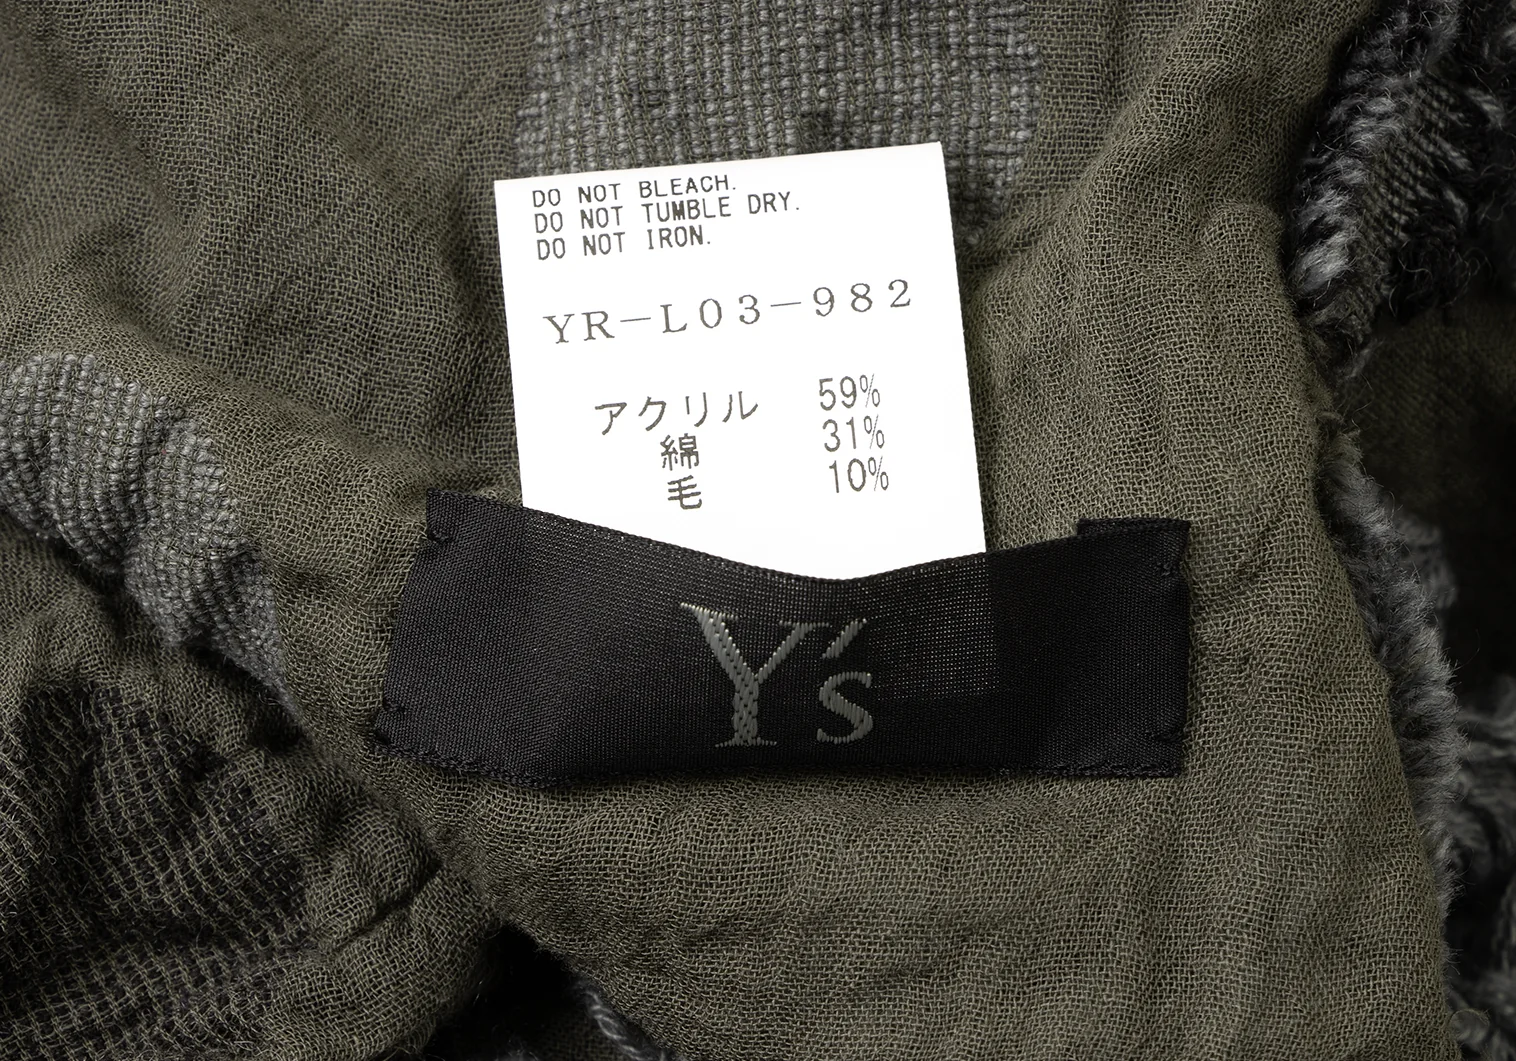 DO NOT BLEACH.
DO NOT TUMBLE DRY.
DO NOT IRON.
YR-L03-982
アクリル 59%
綿 31%
毛 10%
Y's